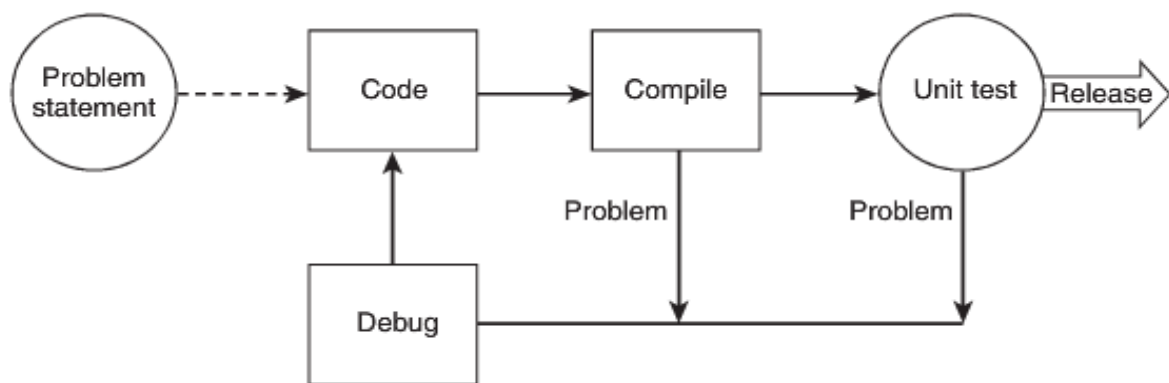 Problem
statement
Code
Compile
Unit test
Release
Problem
Problem
Debug